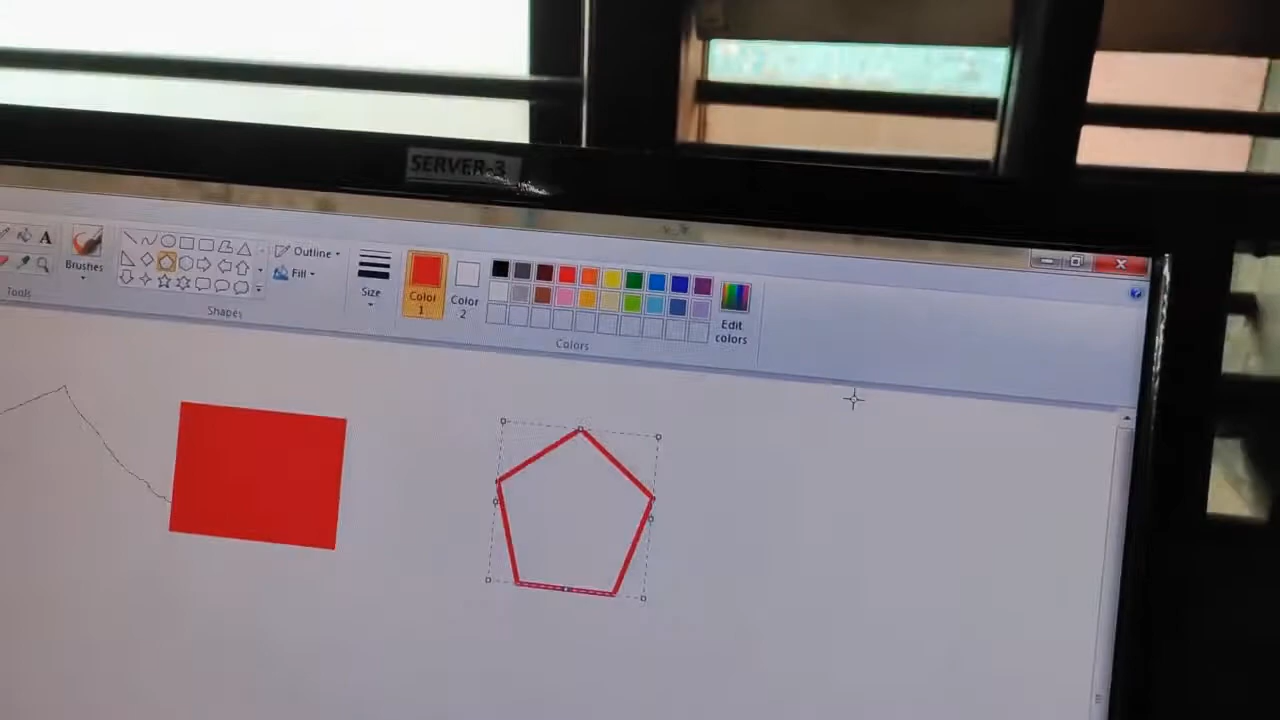 SERVER-3
A
Brushes
Outline
Fill
Size
Color
1
Color
2
Edit
colors
Tools
Shapes
Colors